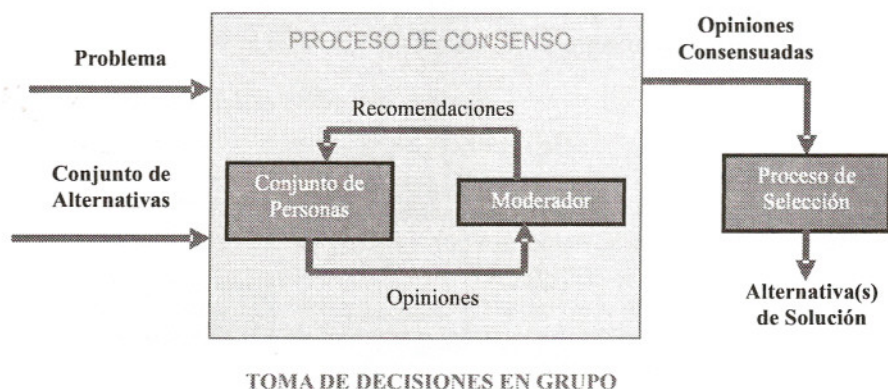 PROCESO DE CONSENSO
Problema
Opiniones
Consensuadas
Recomendaciones
Conjunto de
Alternativas
Conjunto de
Personas
Moderador
Proceso de
Selección
Opiniones
Alternativa(s)
de Solución
TOMA DE DECISIONES EN GRUPO